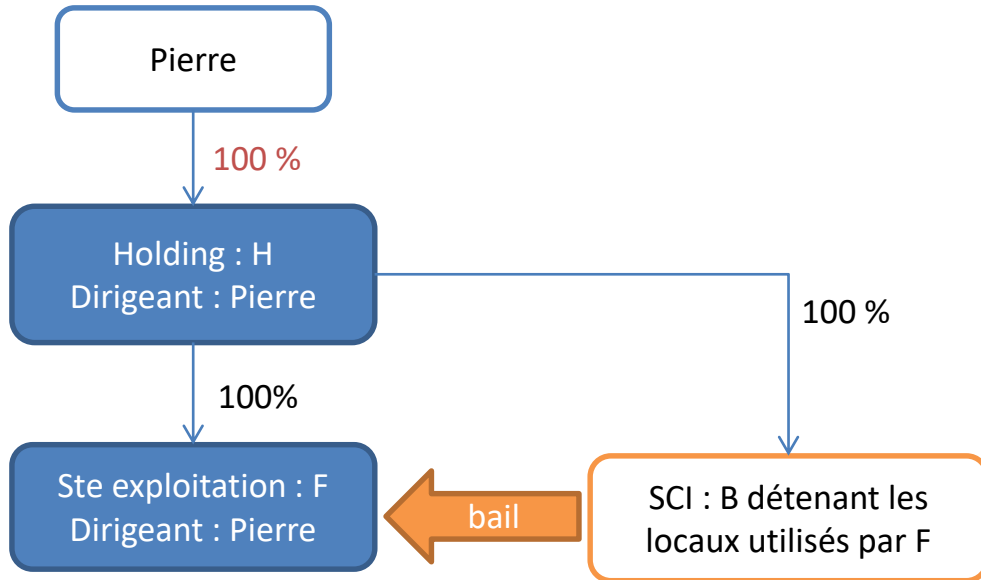 Pierre
100 %
Holding : H
Dirigeant : Pierre
100 %
100%
Ste exploitation : F
Dirigeant : Pierre
bail
SCI : B détenant les
locaux utilisés par F